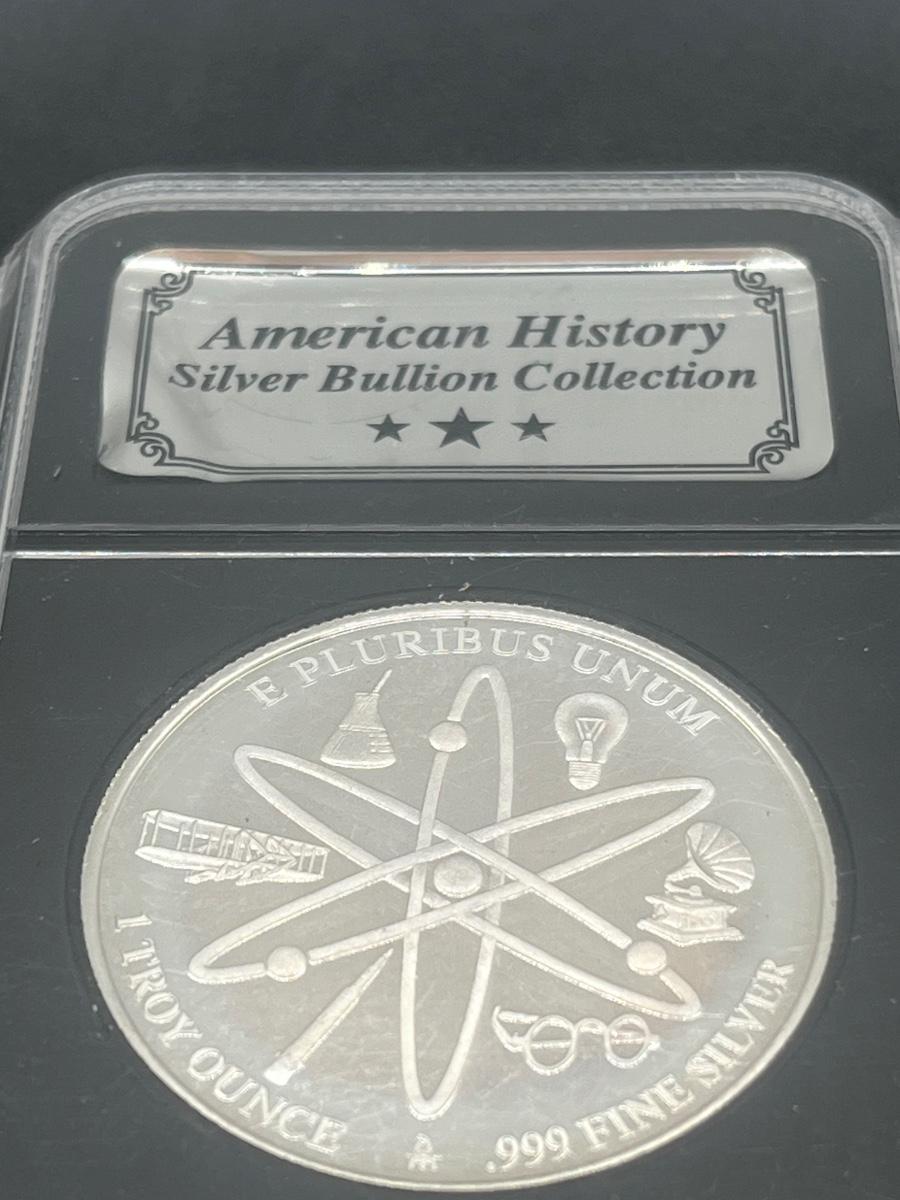 American History
Silver Bullion Collection
E PLURIBUS UNUM
1 TROY OUNCE
.999 FINE SILVER